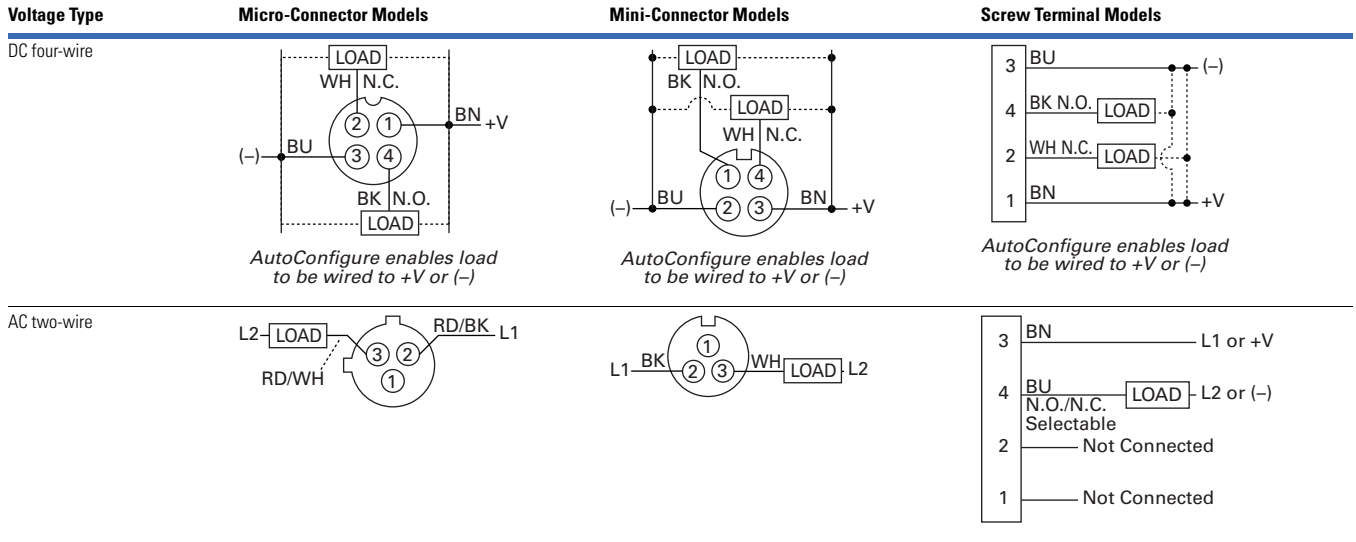 Voltage Type
Micro-Connector Models
Mini-Connector Models
Screw Terminal Models
DC four-wire
LOAD
WH N.C.
2 1
BN +V
(–) BU
3 4
BK N.O.
LOAD
AutoConfigure enables load
to be wired to +V or (–)
LOAD
BK N.O.
LOAD
WH N.C.
1 4
(–) BU 2 3 BN +V
AutoConfigure enables load
to be wired to +V or (–)
3 BU (–)
4 BK N.O. LOAD
2 WH N.C. LOAD
1 BN +V
AutoConfigure enables load
to be wired to +V or (–)
AC two-wire
L2 LOAD RD/BK L1
3 2
RD/WH
1
1
L1 BK 2 3 WH LOAD L2
3 BN L1 or +V
4 BU LOAD L2 or (–)
N.O./N.C.
Selectable
2 Not Connected
1 Not Connected